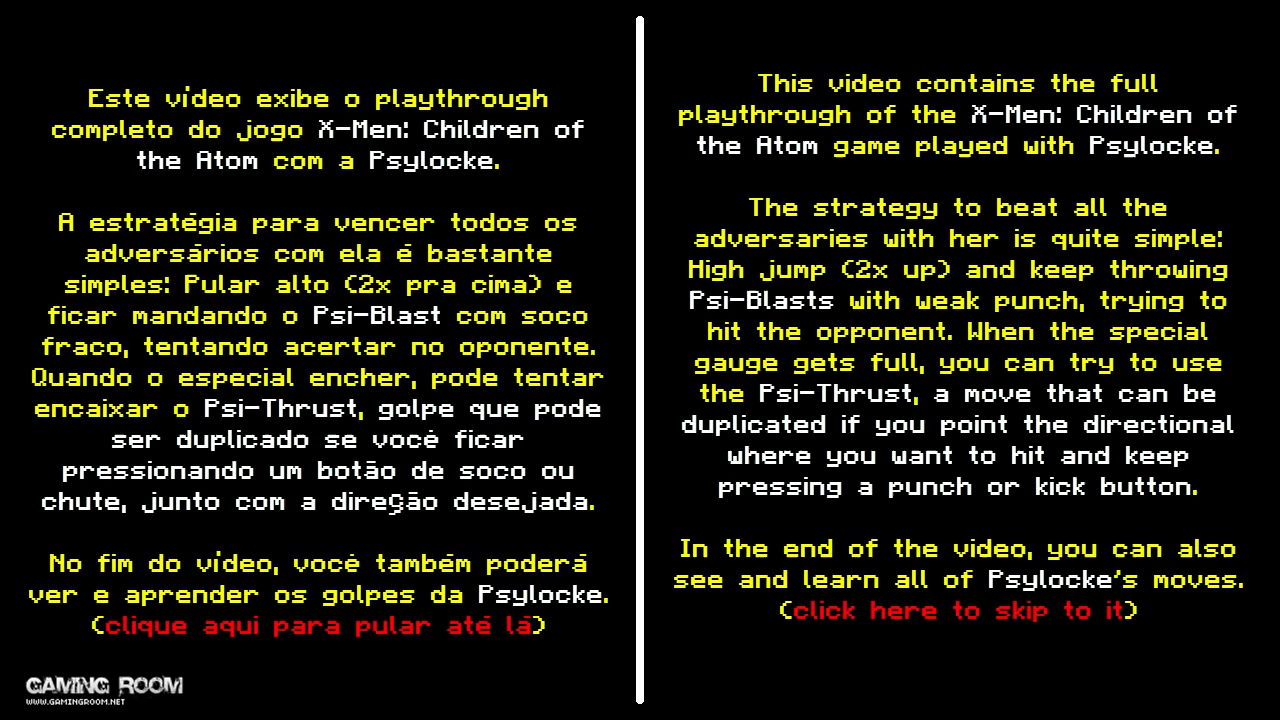 Este vídeo exibe o playthrough
completo do jogo X-Men: Children of
the Atom com a Psylocke.
A estratégia para vencer todos os
adversários com ela é bastante
simples: Pular alto (2x pra cima) e
ficar mandando o Psi-Blast com soco
fraco, tentando acertar no oponente.
Quando o especial encher, pode tentar
encaixar o Psi-Thrust, golpe que pode
ser duplicado se você ficar
pressionando um botão de soco ou
chute, junto com a direção desejada.
No fim do vídeo, você também poderá
ver e aprender os golpes da Psylocke.
(clique aqui para pular até lá)
GAMING ROOM
WWW.GAMINGROOM.NET
This video contains the full
playthrough of the X-Men: Children of
the Atom game played with Psylocke.
The strategy to beat all the
adversaries with her is quite simple:
High jump (2x up) and keep throwing
Psi-Blasts with weak punch, trying to
hit the opponent. When the special
gauge gets full, you can try to use
the Psi-Thrust, a move that can be
duplicated if you point the directional
where you want to hit and keep
pressing a punch or kick button.
In the end of the video, you can also
see and learn all of Psylocke's moves.
(click here to skip to it)